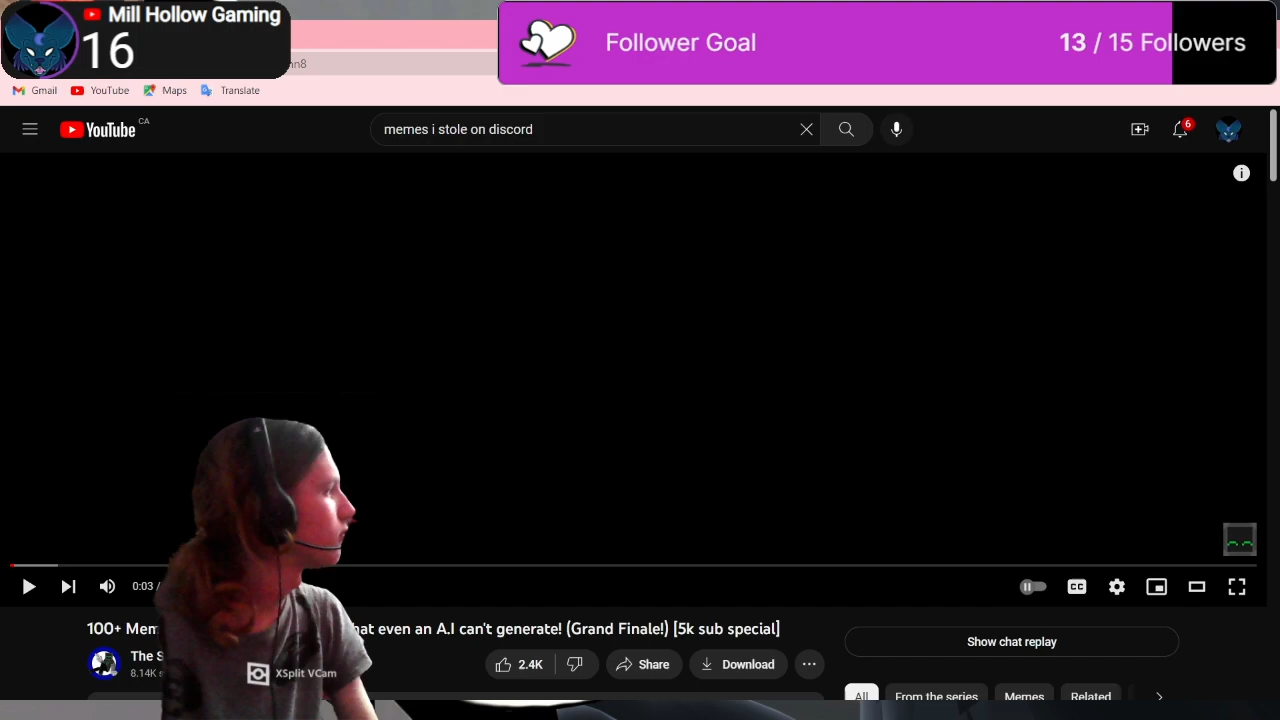 Mill Hollow Gaming
16
Follower Goal
13 / 15 Followers
Gmail
YouTube
Maps
Translate
YouTube CA
memes i stole on discord
6
0:03 /
CC
100+ Mem
hat even an A.I can't generate! (Grand Finale!) [5k sub special]
The S
8.14K s
2.4K
Share
Download
Show chat replay
XSplit VCam
All
From the series
Memes
Related